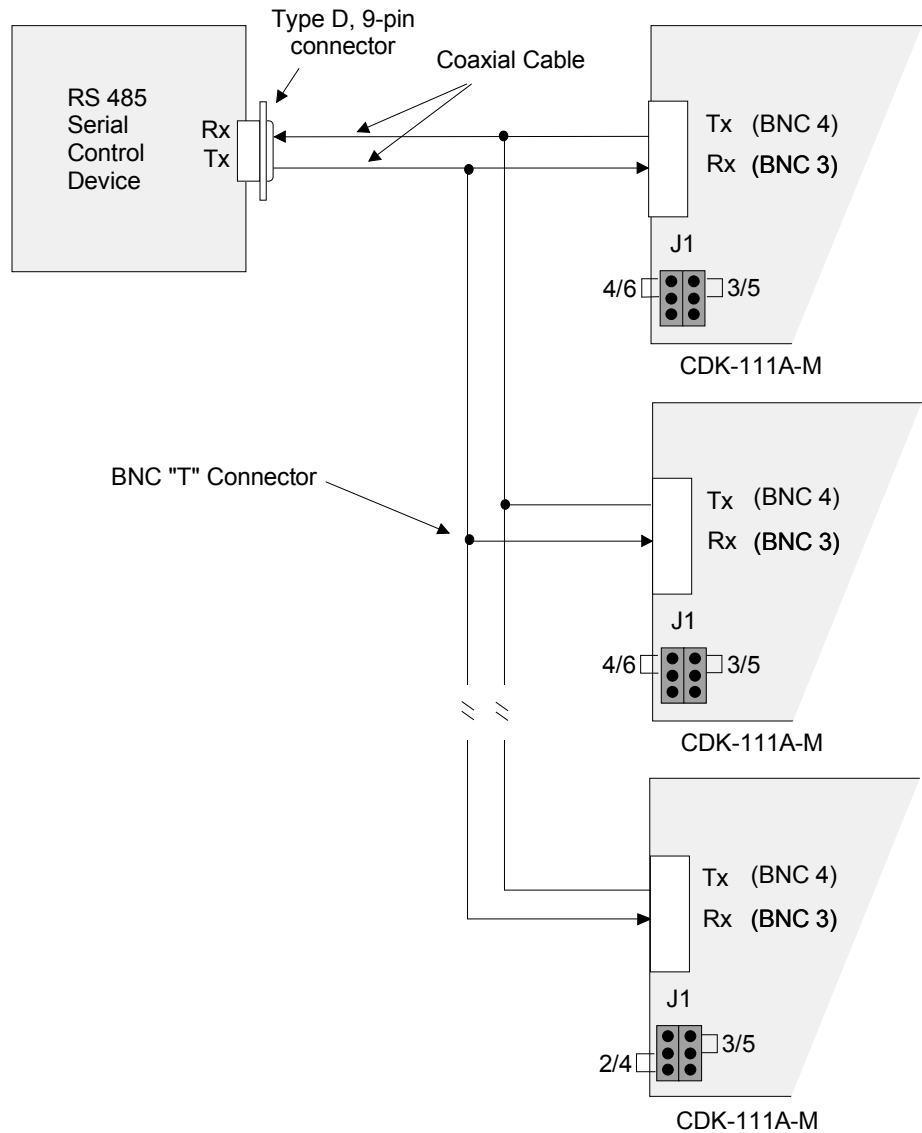 Type D, 9-pin
connector
Coaxial Cable
RS 485
Serial
Control
Device
Rx
Tx
Tx (BNC 4)
Rx (BNC 3)
J1
4/6
3/5
CDK-111A-M
BNC "T" Connector
Tx (BNC 4)
Rx (BNC 3)
J1
4/6
3/5
CDK-111A-M
Tx (BNC 4)
Rx (BNC 3)
J1
3/5
2/4
CDK-111A-M